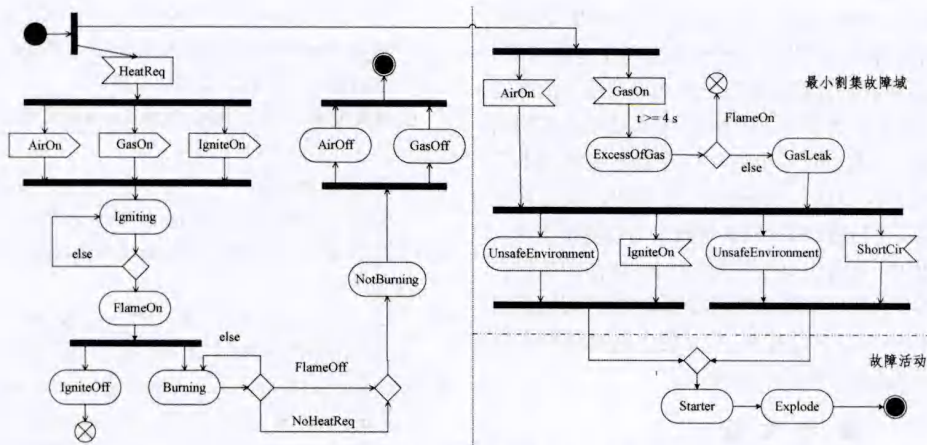 HeatReq
AirOn
GasOn
IgniteOn
Igniting
else
FlameOn
else
IgniteOff
Burning
FlameOff
NoHeatReq
NotBurning
AirOff
GasOff
最小割集故障域
AirOn
GasOn
t >= 4 s
FlameOn
ExcessOfGas
else
GasLeak
UnsafeEnvironment
IgniteOn
UnsafeEnvironment
ShortCir
故障活动
Starter
Explode